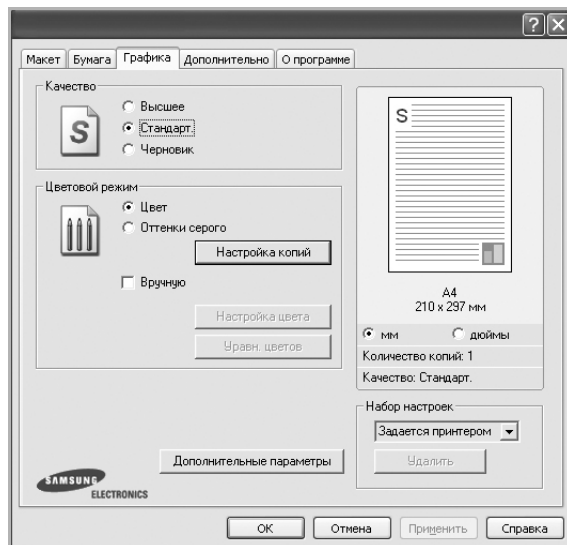 Макет Бумага Графика Дополнительно О программе
Качество
S
Высшее
Стандарт.
Черновик
Цветовой режим
Цвет
Оттенки серого
Настройка копий
Вручную
Настройка цвета
Уравн. цветов
S
A4
210 x 297 мм
мм дюймы
Количество копий: 1
Качество: Стандарт.
Набор настроек
Задается принтером
Удалить
Дополнительные параметры
SAMSUNG
ELECTRONICS
OK Отмена Применить Справка